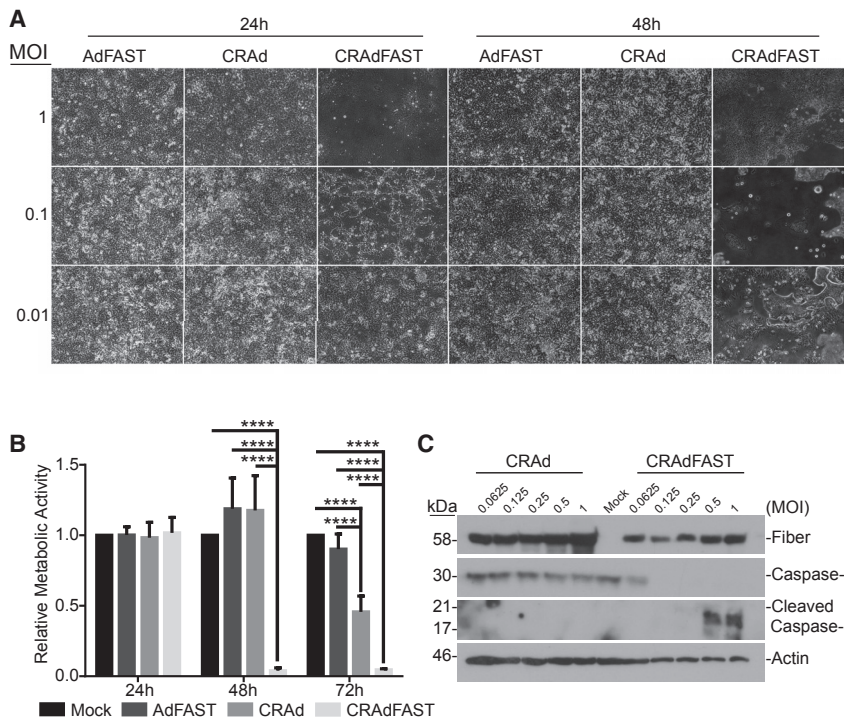 A
24h 48h
MOI AdFAST CRAd CRAdFAST AdFAST CRAd CRAdFAST
1
0.1
0.01
B
Relative Metabolic Activity
1.5
1.0
0.5
0.0
**** **** ****
**** **** ****
**** ****
24h 48h 72h
Mock AdFAST CRAd CRAdFAST
C
CRAd CRAdFAST
kDa 0.0625 0.125 0.25 0.5 1 Mock 0.0625 0.125 0.25 0.5 1 (MOI)
58- -Fiber
30- -Caspase-
21- -Cleaved
17- Caspase-
46- -Actin